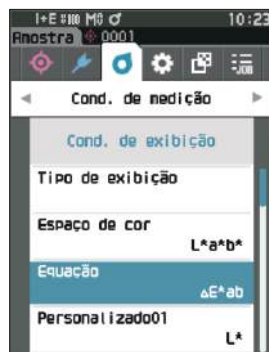 I+E M0 10:23
Amostra 0001
JOB
Cond. de medição
Cond. de exibição
Tipo de exibição
Espaço de cor
L*a*b*
Equação
ΔE*ab
Personalizado01
L*